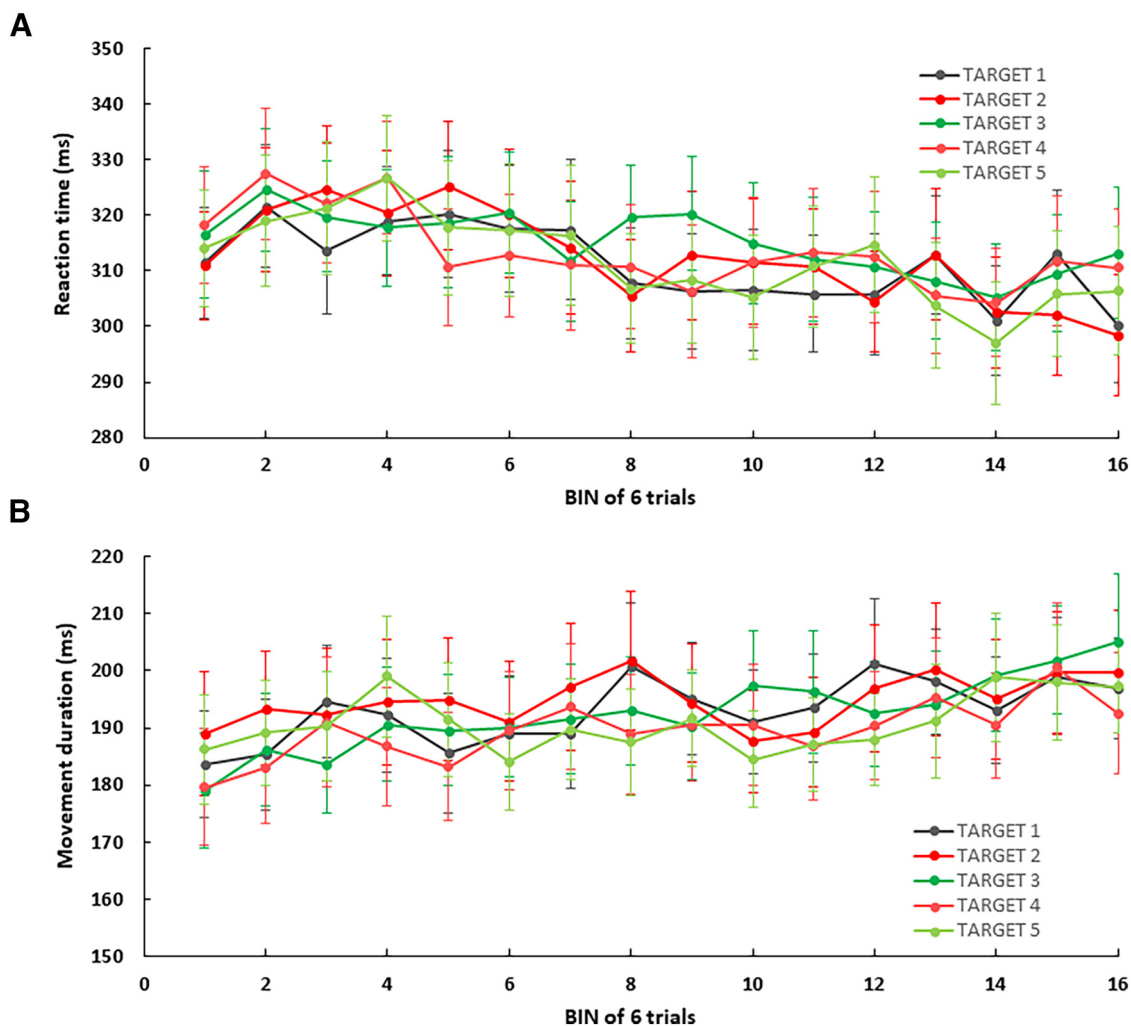 A
350
340
330
320
310
300
290
280
Reaction time (ms)
TARGET 1
TARGET 2
TARGET 3
TARGET 4
TARGET 5
0 2 4 6 8 10 12 14 16
BIN of 6 trials
B
220
210
200
190
180
170
160
150
Movement duration (ms)
TARGET 1
TARGET 2
TARGET 3
TARGET 4
TARGET 5
0 2 4 6 8 10 12 14 16
BIN of 6 trials